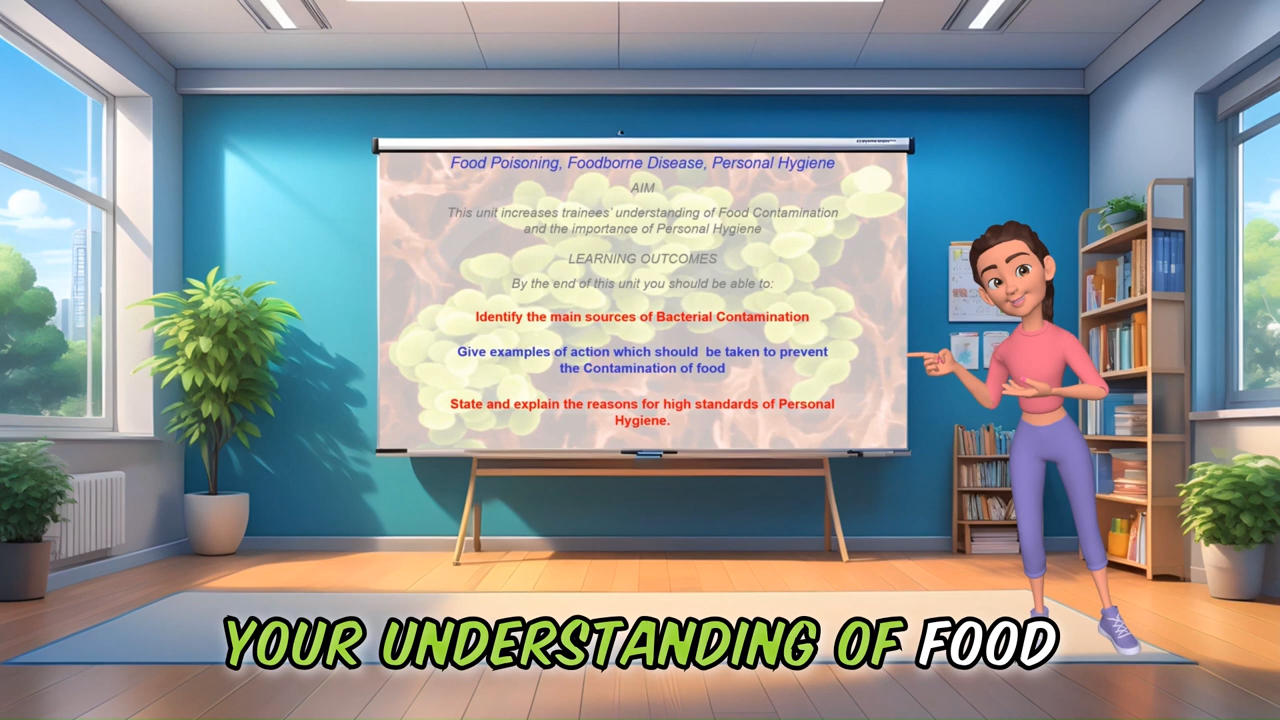 Food Poisoning, Foodborne Disease, Personal Hygiene
AIM
This unit increases trainees' understanding of Food Contamination
and the importance of Personal Hygiene
LEARNING OUTCOMES
By the end of this unit you should be able to:
Identify the main sources of Bacterial Contamination
Give examples of action which should be taken to prevent
the Contamination of food
State and explain the reasons for high standards of Personal
Hygiene.
YOUR UNDERSTANDING OF FOOD